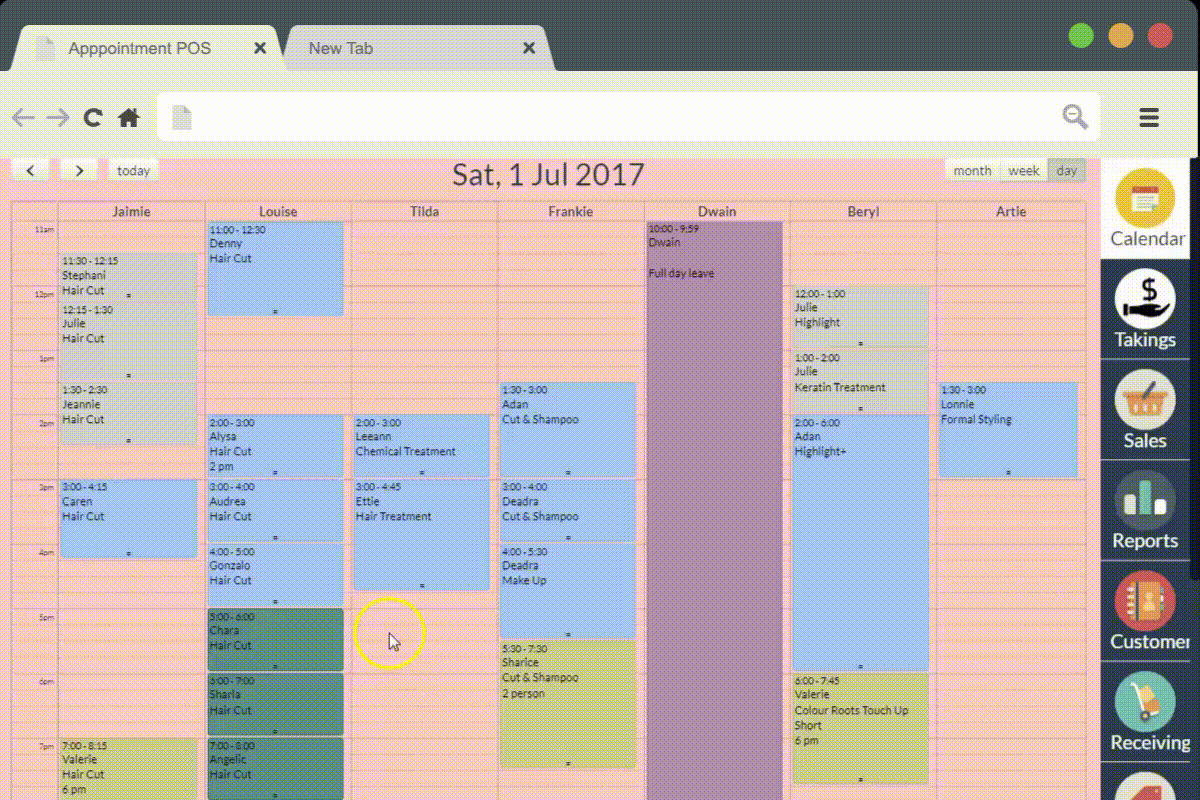 Apppointment POS
New Tab
today
Sat, 1 Jul 2017
month week day
Jaimie Louise Tilda Frankie Dwain Beryl Artie
11am
12pm
1pm
2pm
3pm
4pm
5pm
6pm
7pm
11:30 - 12:15
Stephani
Hair Cut
12:15 - 1:30
Julie
Hair Cut
1:30 - 2:30
Jeannie
Hair Cut
3:00 - 4:15
Caren
Hair Cut
7:00 - 8:15
Valerie
Hair Cut
6 pm
11:00 - 12:30
Denny
Hair Cut
2:00 - 3:00
Alysa
Hair Cut
2 pm
3:00 - 4:00
Audrea
Hair Cut
4:00 - 5:00
Gonzalo
Hair Cut
5:00 - 6:00
Chara
Hair Cut
6:00 - 7:00
Sharla
Hair Cut
7:00 - 8:00
Angelic
Hair Cut
2:00 - 3:00
Leeann
Chemical Treatment
3:00 - 4:45
Ettie
Hair Treatment
1:30 - 3:00
Adan
Cut & Shampoo
3:00 - 4:00
Deadra
Cut & Shampoo
4:00 - 5:30
Deadra
Make Up
5:30 - 7:30
Sharice
Cut & Shampoo
2 person
10:00 - 9:59
Dwain
Full day leave
12:00 - 1:00
Julie
Highlight
1:00 - 2:00
Julie
Keratin Treatment
2:00 - 6:00
Adan
Highlight+
6:00 - 7:45
Valerie
Colour Roots Touch Up
Short
6 pm
1:30 - 3:00
Lonnie
Formal Styling
Calendar
$
Takings
Sales
Reports
Customer
Receiving